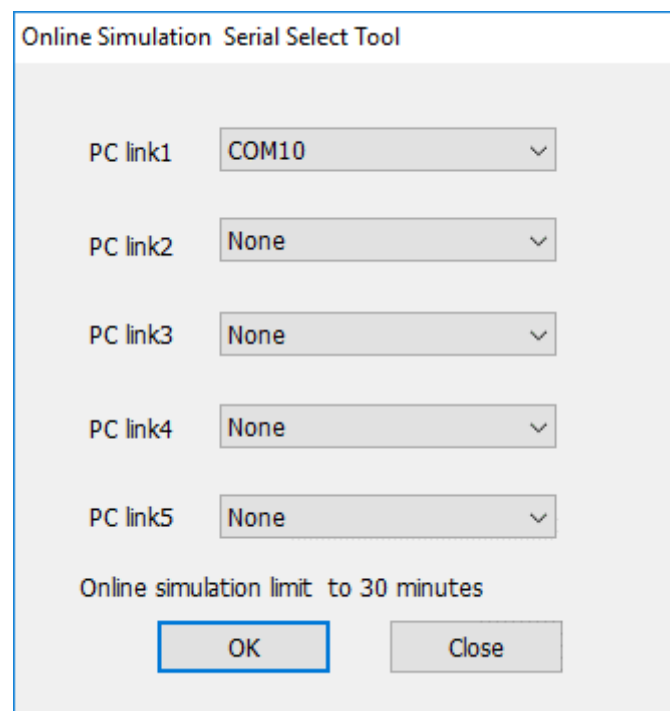 Online Simulation  Serial Select Tool
PC link1 COM10
PC link2 None
PC link3 None
PC link4 None
PC link5 None
Online simulation limit  to 30 minutes
OK Close